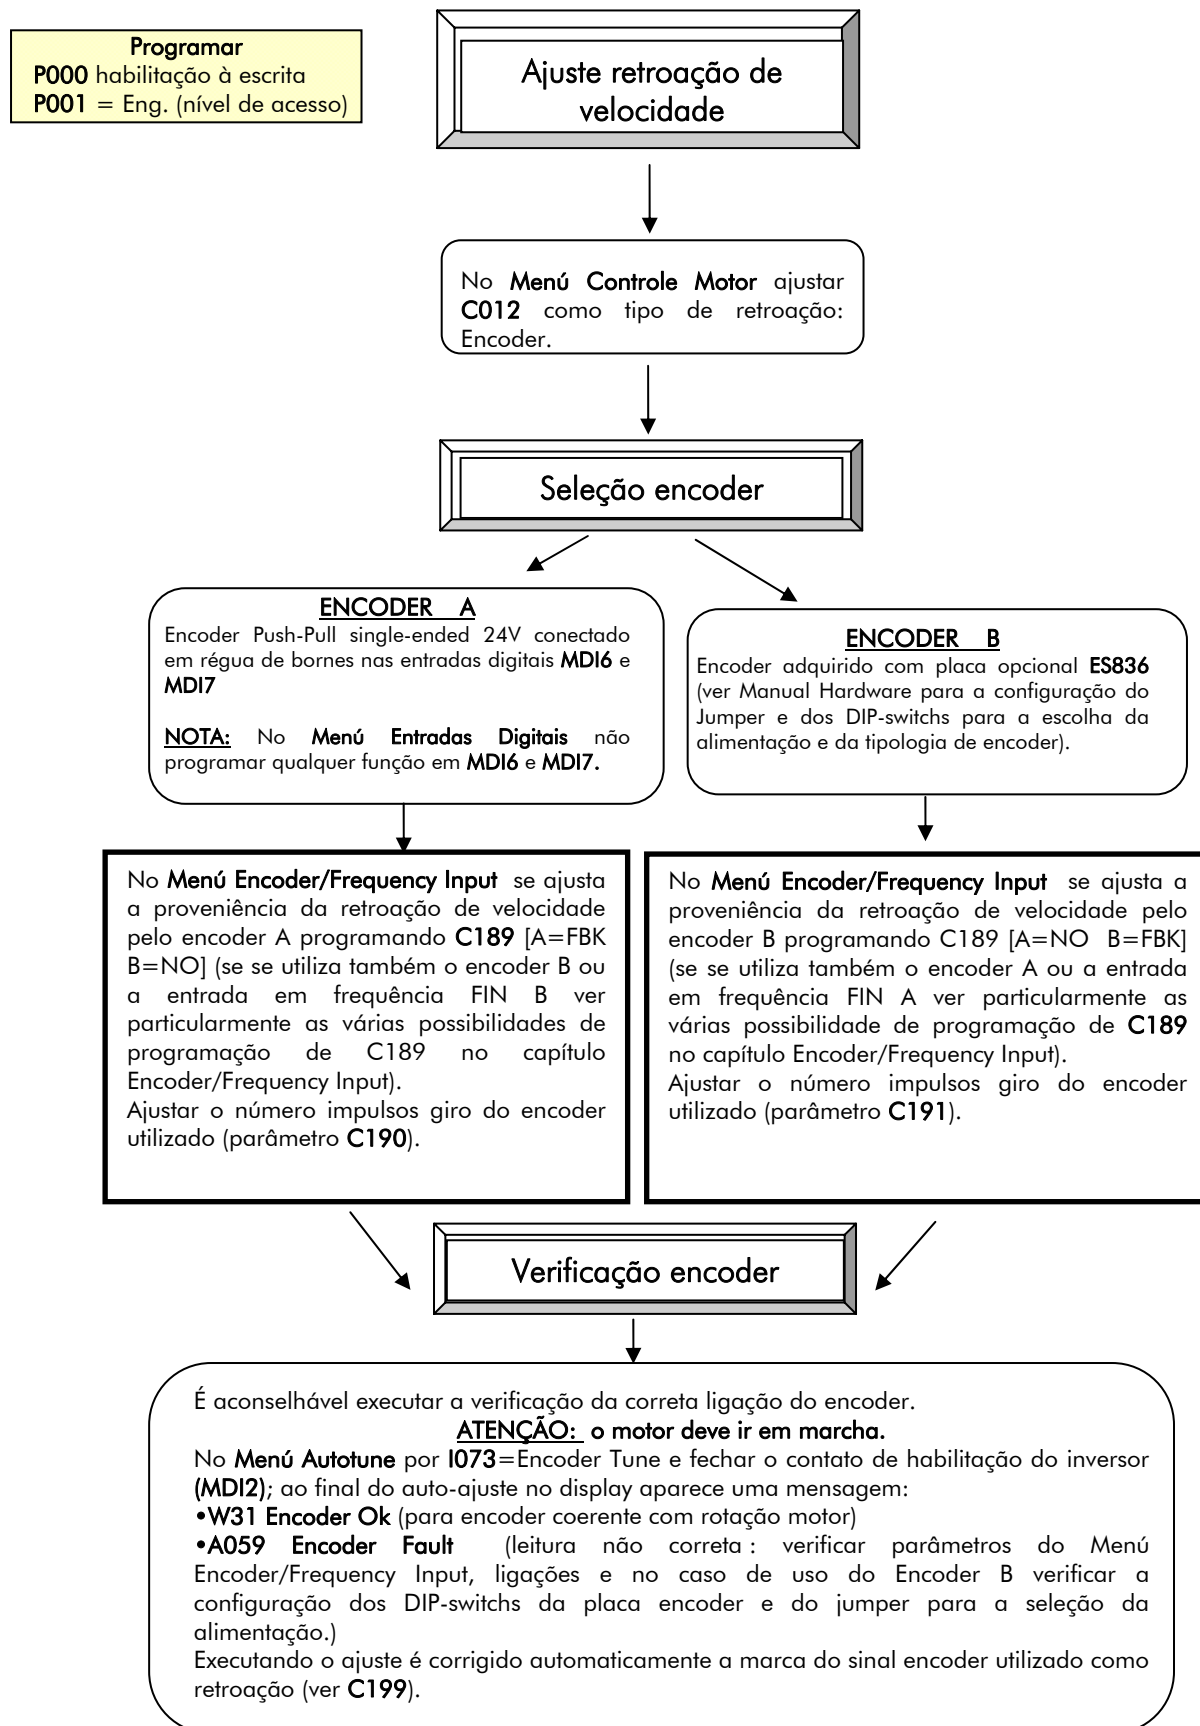 Programar
P000 habilitação à escrita
P001 = Eng. (nível de acesso)
Ajuste retroação de
velocidade
No Menú Controle Motor ajustar
C012 como tipo de retroação:
Encoder.
Seleção encoder
ENCODER A
Encoder Push-Pull single-ended 24V conectado
em régua de bornes nas entradas digitais MDI6 e
MDI7
NOTA: No Menú Entradas Digitais não
programar qualquer função em MDI6 e MDI7.
ENCODER B
Encoder adquirido com placa opcional ES836
(ver Manual Hardware para a configuração do
Jumper e dos DIP-switchs para a escolha da
alimentação e da tipologia de encoder).
No Menú Encoder/Frequency Input se ajusta
a proveniência da retroação de velocidade
pelo encoder A programando C189 [A=FBK
B=NO] (se se utiliza também o encoder B ou
a entrada em frequência FIN B ver
particularmente as várias possibilidades de
programação de C189 no capítulo
Encoder/Frequency Input).
Ajustar o número impulsos giro do encoder
utilizado (parâmetro C190).
No Menú Encoder/Frequency Input se ajusta a
proveniência da retroação de velocidade pelo
encoder B programando C189 [A=NO B=FBK]
(se se utiliza também o encoder A ou a entrada
em frequência FIN A ver particularmente as
várias possibilidade de programação de C189
no capítulo Encoder/Frequency Input).
Ajustar o número impulsos giro do encoder
utilizado (parâmetro C191).
Verificação encoder
É aconselhável executar a verificação da correta ligação do encoder.
ATENÇÃO: o motor deve ir em marcha.
No Menú Autotune por I073=Encoder Tune e fechar o contato de habilitação do inversor
(MDI2); ao final do auto-ajuste no display aparece uma mensagem:
•W31 Encoder Ok (para encoder coerente com rotação motor)
•A059 Encoder Fault (leitura não correta : verificar parâmetros do Menú
Encoder/Frequency Input, ligações e no caso de uso do Encoder B verificar a
configuração dos DIP-switchs da placa encoder e do jumper para a seleção da
alimentação.)
Executando o ajuste é corrigido automaticamente a marca do sinal encoder utilizado como
retroação (ver C199).